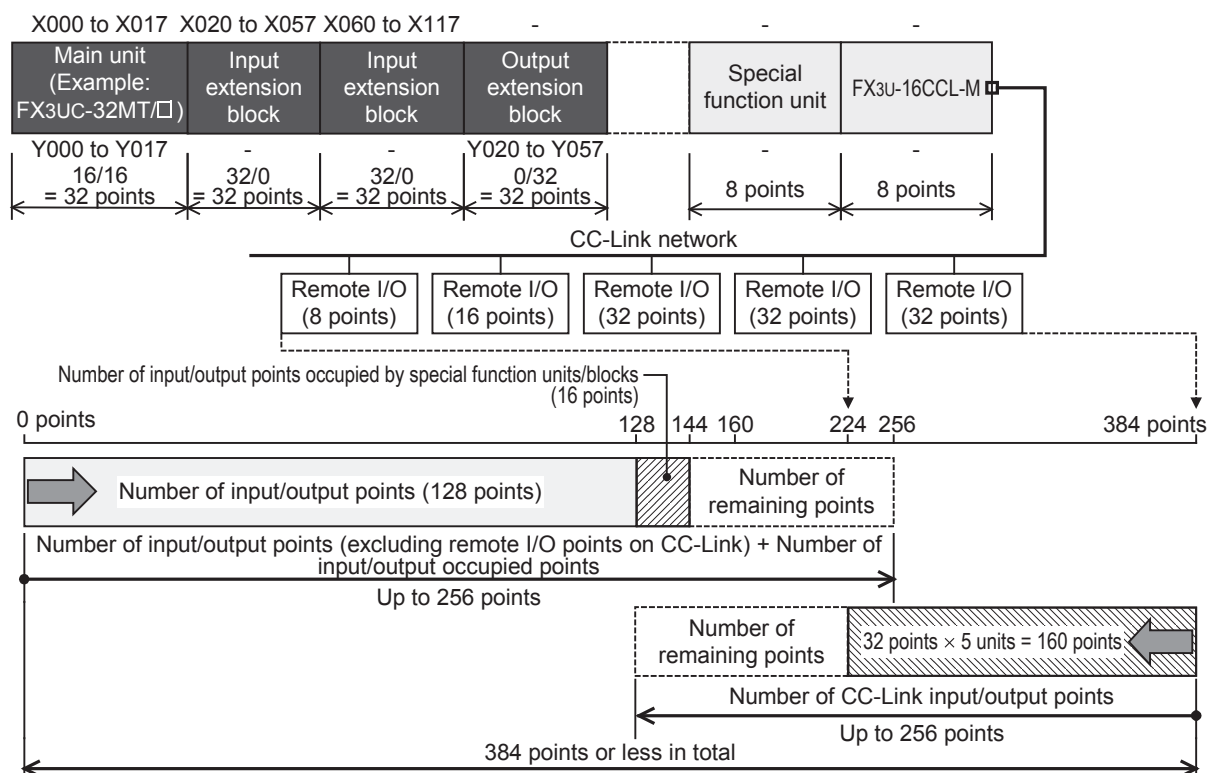 X000 to X017 X020 to X057 X060 to X117 - - -
Main unit
(Example:
FX3UC-32MT/□)
Input
extension
block
Input
extension
block
Output
extension
block
Special
function unit
FX3U-16CCL-M
Y000 to Y017 - - Y020 to Y057 - -
16/16
= 32 points
32/0
= 32 points
32/0
= 32 points
0/32
= 32 points
8 points
8 points
CC-Link network
Remote I/O
(8 points)
Remote I/O
(16 points)
Remote I/O
(32 points)
Remote I/O
(32 points)
Remote I/O
(32 points)
Number of input/output points occupied by special function units/blocks
(16 points)
0 points 128 144 160 224 256 384 points
Number of input/output points (128 points)
Number of
remaining points
Number of input/output points (excluding remote I/O points on CC-Link) + Number of
input/output occupied points
Up to 256 points
Number of
remaining points
32 points × 5 units = 160 points
Number of CC-Link input/output points
Up to 256 points
384 points or less in total